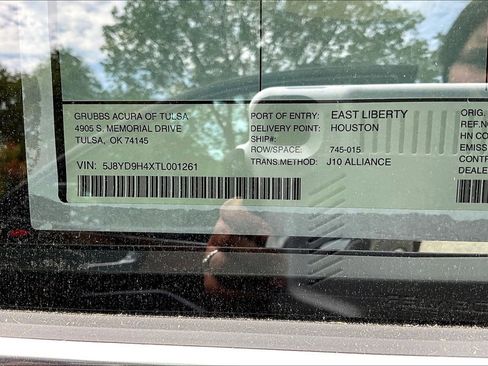 GRUBBS ACURA OF TULSA
4905 S. MEMORIAL DRIVE
TULSA, OK 74145
VIN: 5J8YD9H4XTL001261
PORT OF ENTRY: EAST LIBERTY
DELIVERY POINT: HOUSTON
SHIP#:
ROW/SPACE: 745-015
TRANS.METHOD: J10 ALLIANCE
ORIG.
REF.NO
HN CO
EMISS
CONTR
DEALE